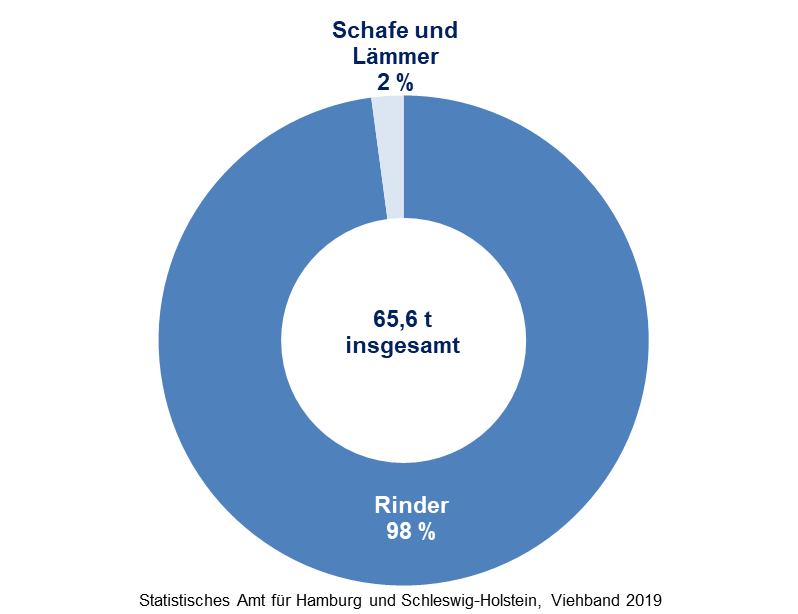 Schafe und
Lämmer
2 %
65,6 t
insgesamt
Rinder
98 %
Statistisches Amt für Hamburg und Schleswig-Holstein, Viehband 2019